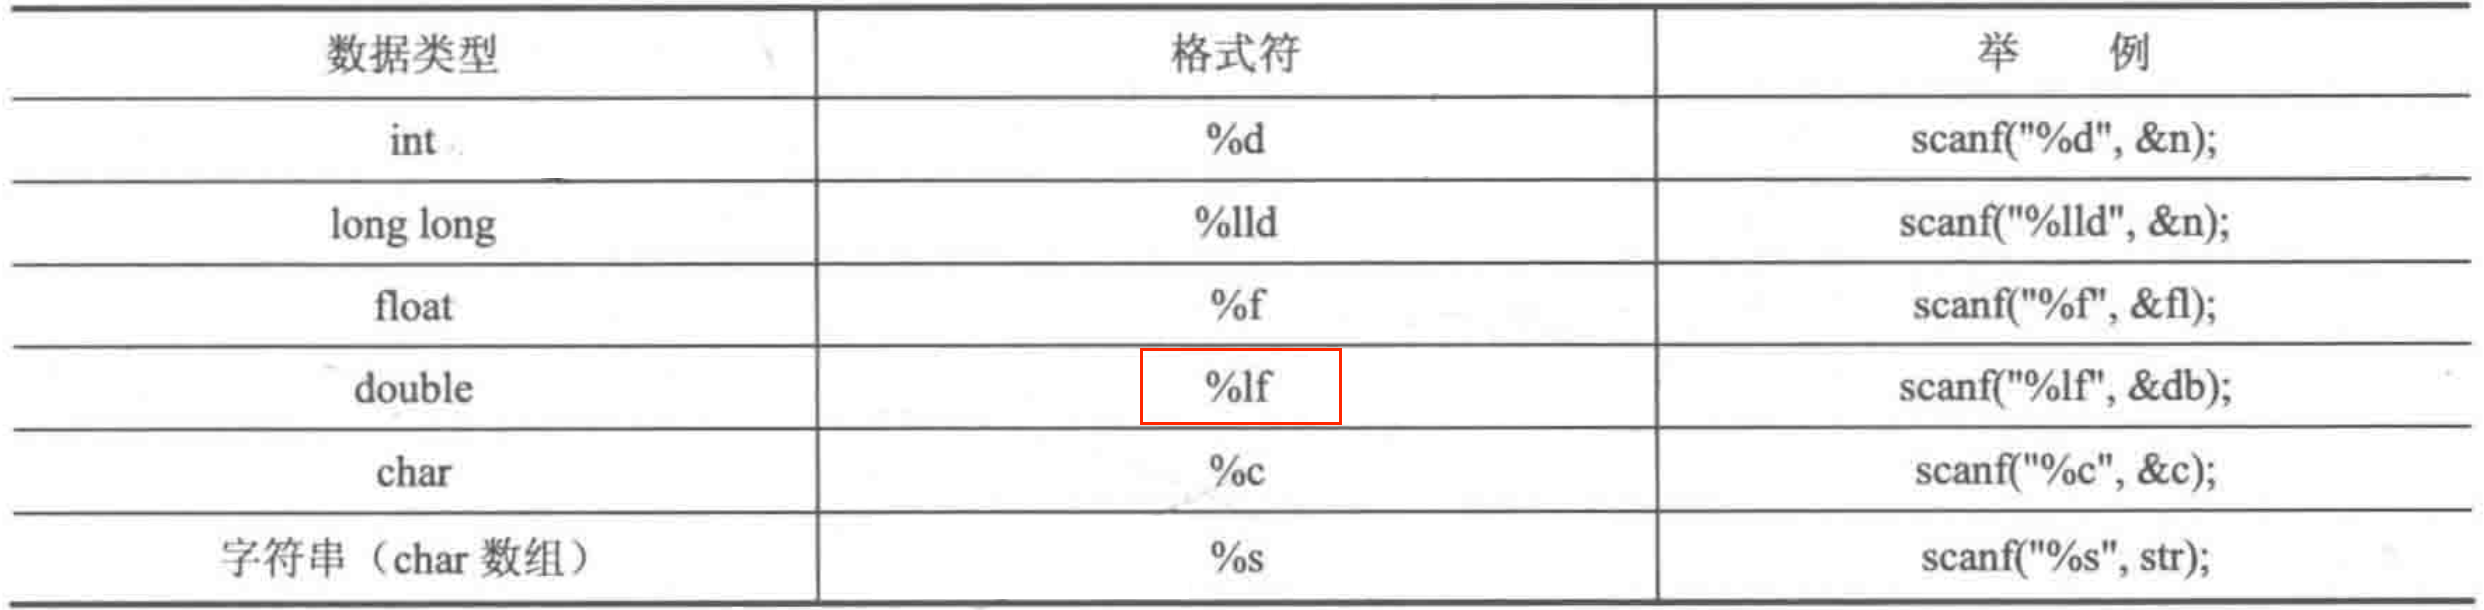 数据类型 格式符 举 例
int %d scanf("%d", &n);
long long %lld scanf("%lld", &n);
float %f scanf("%f", &fl);
double %lf scanf("%lf", &db);
char %c scanf("%c", &c);
字符串（char 数组） %s scanf("%s", str);